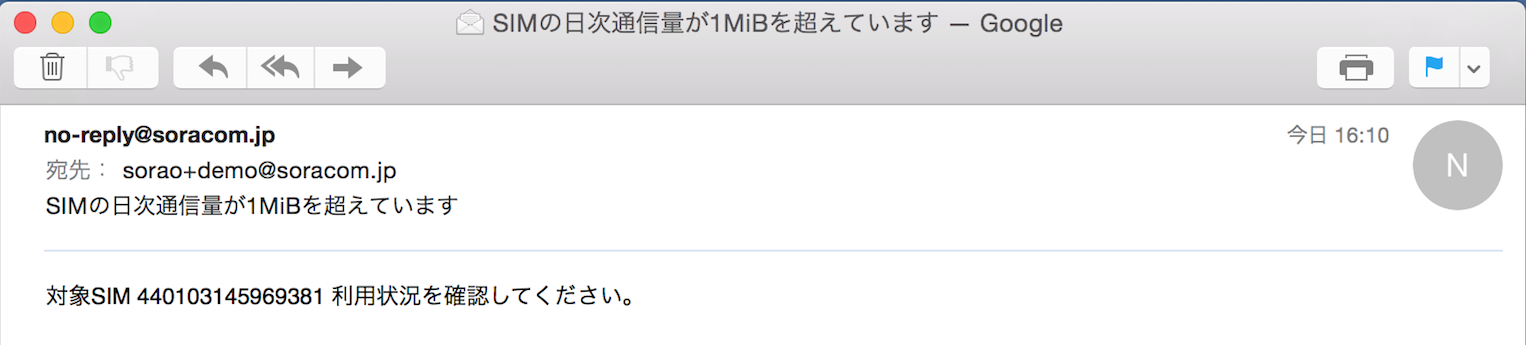 SIMの日次通信量が1MiBを超えています — Google
no-reply@soracom.jp
今日 16:10
N
宛先： sorao+demo@soracom.jp
SIMの日次通信量が1MiBを超えています
対象SIM 440103145969381 利用状況を確認してください。